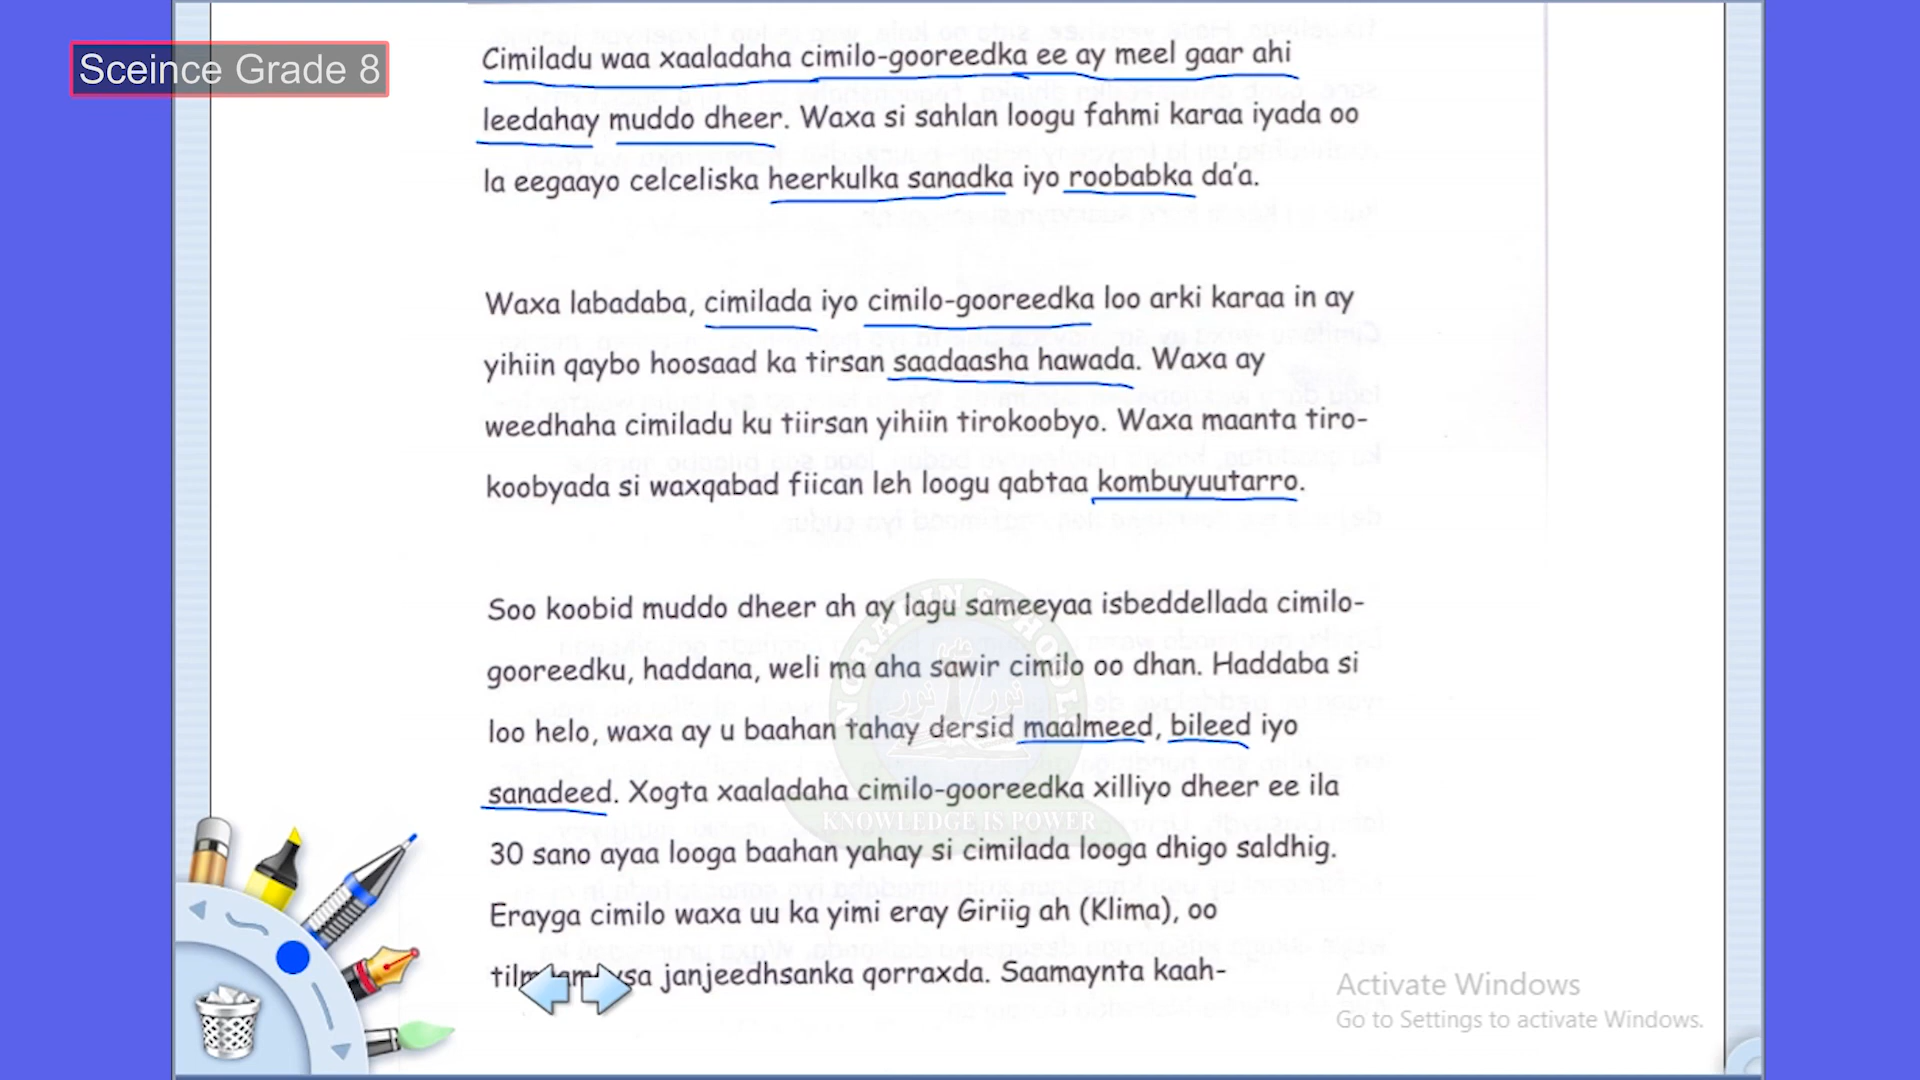 Sceince Grade 8
Cimiladu waa xaaladaha cimilo-gooreedka ee ay meel gaar ahi
leedahay muddo dheer. Waxa si sahlan loogu fahmi karaa iyada oo
la eegaayo celceliska heerkulka sanadka iyo roobabka da'a.
Waxa labadaba, cimilada iyo cimilo-gooreedka loo arki karaa in ay
yihiin qaybo hoosaad ka tirsan saadaasha hawada. Waxa ay
weedhaha cimiladu ku tiirsan yihiin tirokoobyo. Waxa maanta tiro-
koobyada si waxqabad fiican leh loogu qabtaa kombuyuutarro.
Soo koobid muddo dheer ah ay lagu sameeyaa isbeddellada cimilo-
gooreedku, haddana, weli ma aha sawir cimilo oo dhan. Haddaba si
loo helo, waxa ay u baahan tahay dersid maalmeed, bileed iyo
sanadeed. Xogta xaaladaha cimilo-gooreedka xilliyo dheer ee ila
30 sano ayaa looga baahan yahay si cimilada looga dhigo saldhig.
Erayga cimilo waxa uu ka yimi eray Giriig ah (Klima), oo
janjeedhsanka qorraxda. Saamaynta kaah-
KNOWLEDGE IS POWER
Activate Windows
Go to Settings to activate Windows.